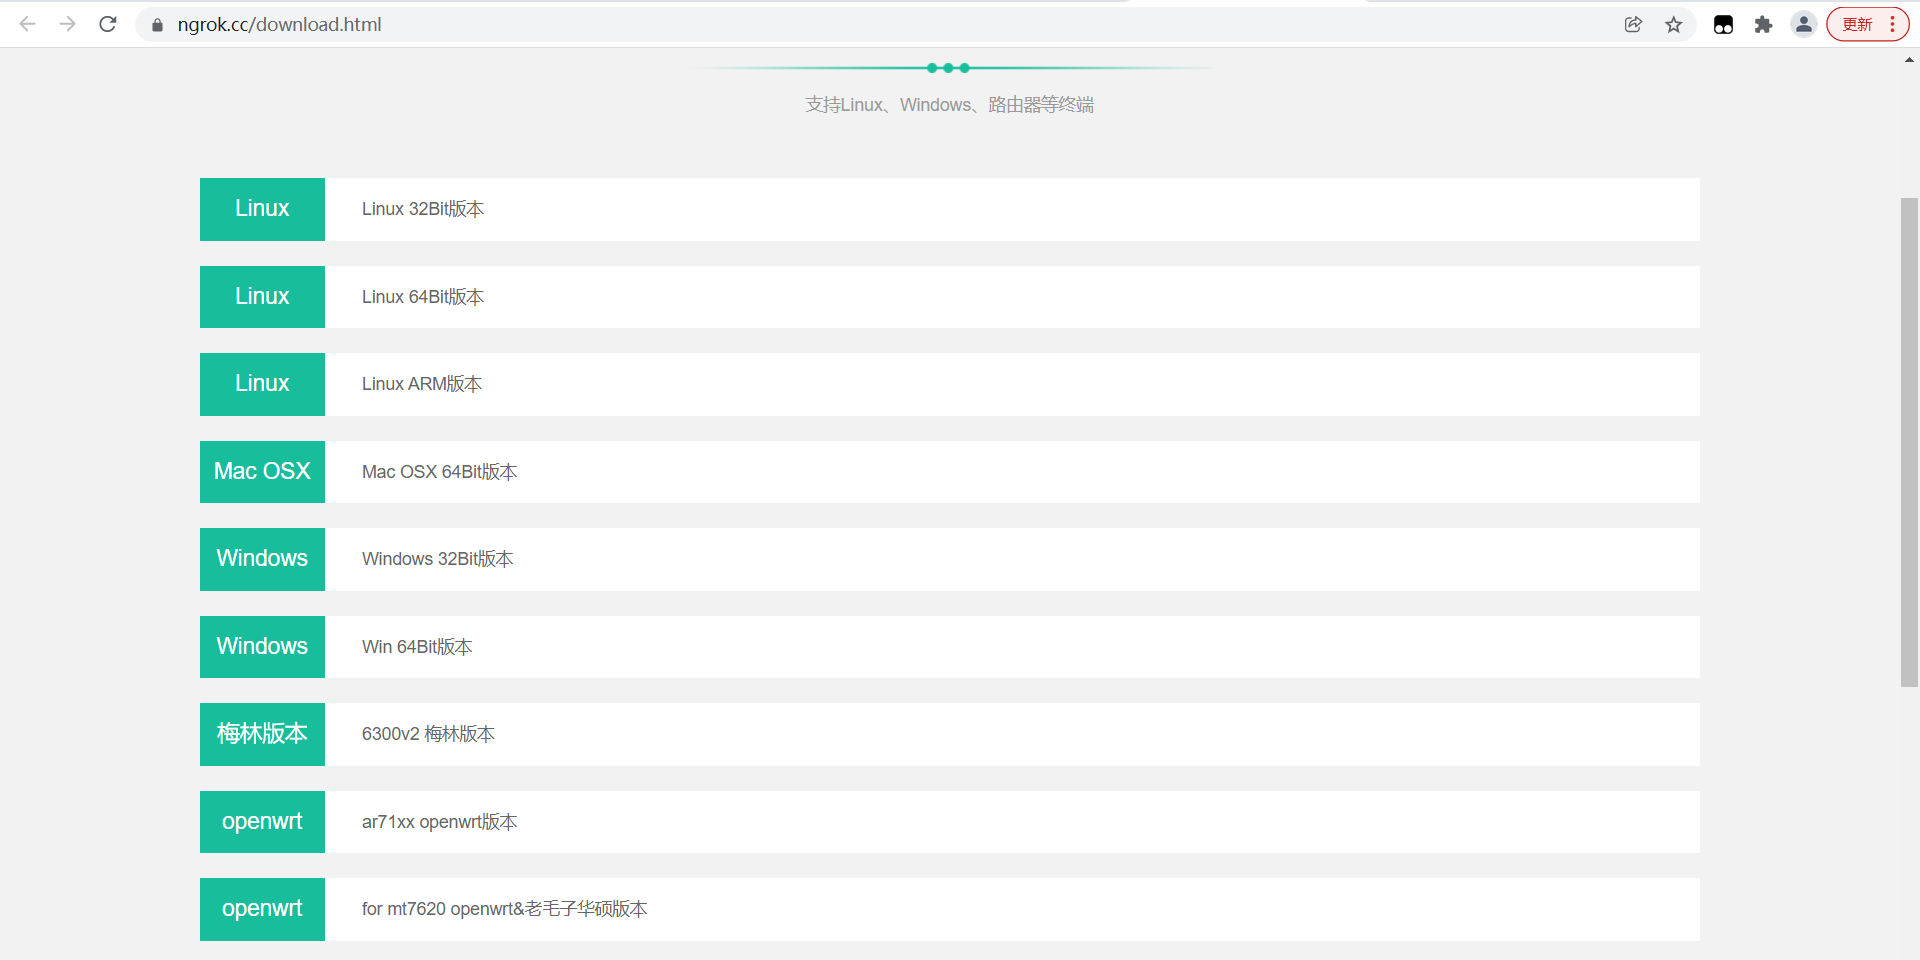 ngrok.cc/download.html
更新
支持Linux、Windows、路由器等终端
Linux
Linux 32Bit版本
Linux
Linux 64Bit版本
Linux
Linux ARM版本
Mac OSX
Mac OSX 64Bit版本
Windows
Windows 32Bit版本
Windows
Win 64Bit版本
梅林版本
6300v2 梅林版本
openwrt
ar71xx openwrt版本
openwrt
for mt7620 openwrt&老毛子华硕版本